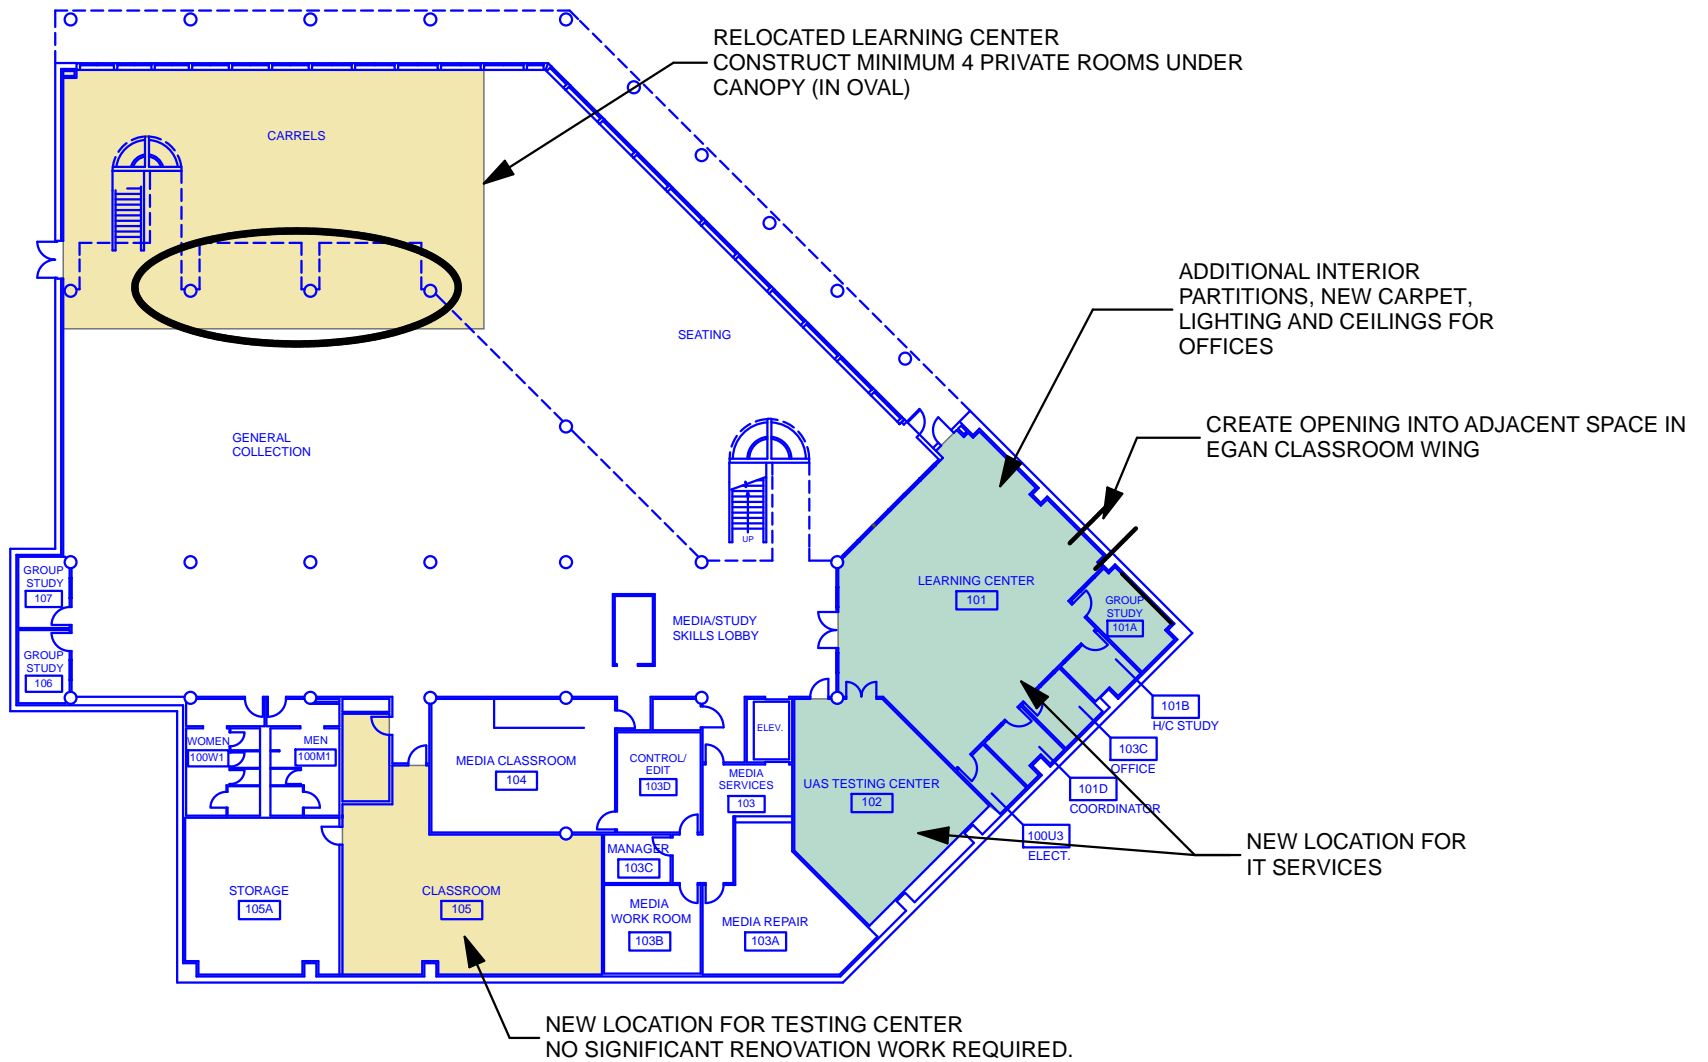 RELOCATED LEARNING CENTER
CONSTRUCT MINIMUM 4 PRIVATE ROOMS UNDER
CANOPY (IN OVAL)
CARRELS
ADDITIONAL INTERIOR
PARTITIONS, NEW CARPET,
LIGHTING AND CEILINGS FOR
OFFICES
SEATING
CREATE OPENING INTO ADJACENT SPACE IN
EGAN CLASSROOM WING
GENERAL
COLLECTION
UP
GROUP
STUDY
107
LEARNING CENTER
101
GROUP
STUDY
101A
MEDIA/STUDY
SKILLS LOBBY
GROUP
STUDY
106
101B
H/C STUDY
ELEV.
WOMEN
100W1
MEN
100M1
MEDIA CLASSROOM
104
CONTROL/
EDIT
103D
MEDIA
SERVICES
103
UAS TESTING CENTER
102
103C
OFFICE
101D
COORDINATOR
100U3
ELECT.
NEW LOCATION FOR
IT SERVICES
MANAGER
103C
STORAGE
105A
CLASSROOM
105
MEDIA
WORK ROOM
103B
MEDIA REPAIR
103A
NEW LOCATION FOR TESTING CENTER
NO SIGNIFICANT RENOVATION WORK REQUIRED.